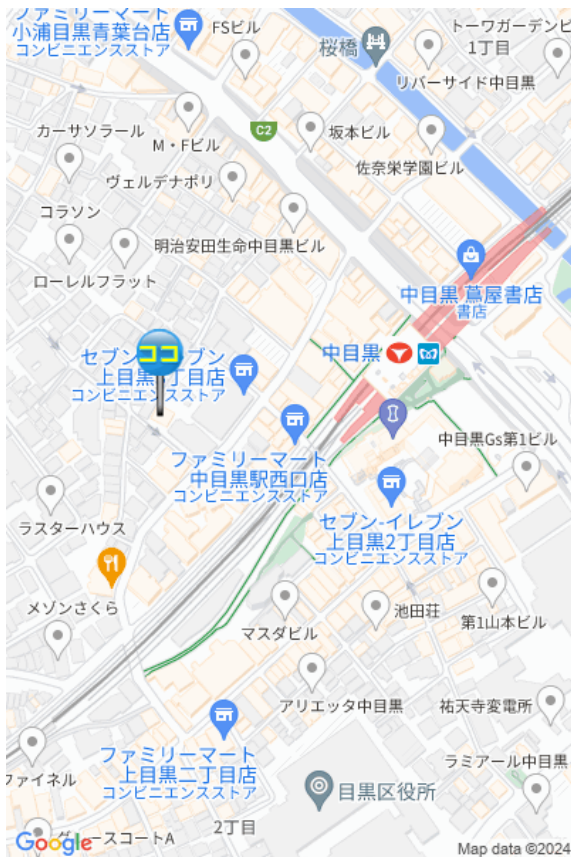 ファミリーマート
小浦目黒青葉台店
コンビニエンスストア
FSビル
桜橋
トーワガーデンビ
1丁目
リバーサイド中目黒
カーサソラール
M・Fビル
C2
坂本ビル
佐奈栄学園ビル
ヴェルデナポリ
コラソン
明治安田生命中目黒ビル
ローレルフラット
中目黒 蔦屋書店
書店
中目黒
ココ
セブン
レブン
上目黒
丁目店
コンビニエンスストア
ファミリーマート
中目黒駅西口店
コンビニエンスストア
中目黒Gs第1ビル
セブン-イレブン
上目黒2丁目店
コンビニエンスストア
ラスターハウス
メゾンさくら
マスダビル
池田荘
第1山本ビル
アリエッタ中目黒
祐天寺変電所
ファミリーマート
上目黒二丁目店
コンビニエンスストア
ファイネル
ラミアール中目黒
目黒区役所
2丁目
スコートA
Google
Map data ©2024